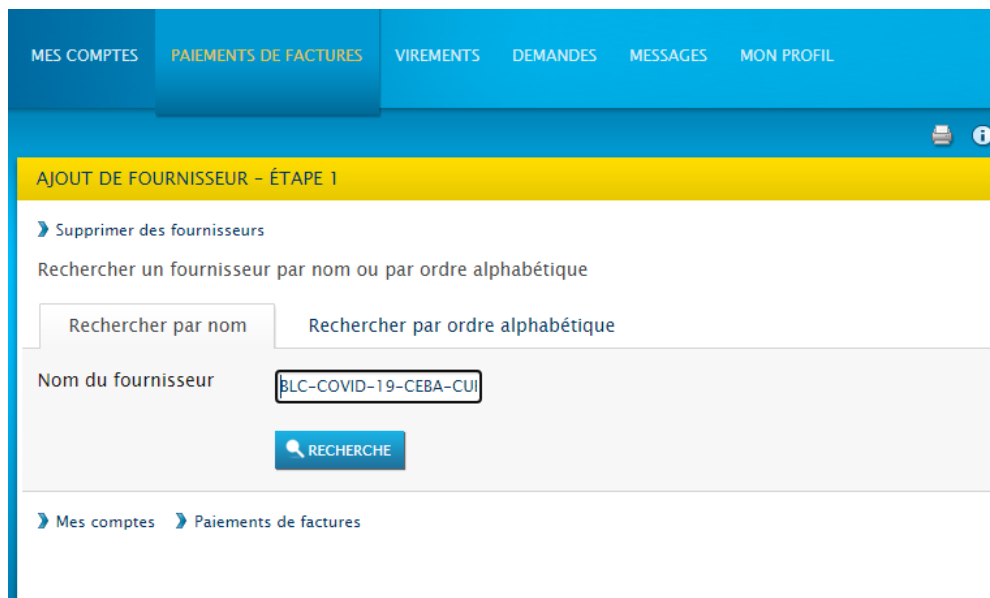 MES COMPTES PAIEMENTS DE FACTURES VIREMENTS DEMANDES MESSAGES MON PROFIL
AJOUT DE FOURNISSEUR – ÉTAPE 1
Supprimer des fournisseurs
Rechercher un fournisseur par nom ou par ordre alphabétique
Rechercher par nom Rechercher par ordre alphabétique
Nom du fournisseur BLC-COVID-19-CEBA-CUI
RECHERCHE
Mes comptes Paiements de factures